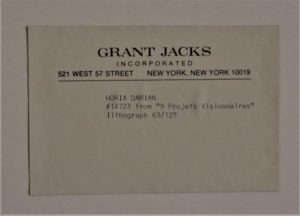 GRANT JACKS
INCORPORATED
521 WEST 57 STREET NEW YORK, NEW YORK 10019
HORIA DAMIAN
#14723 from "9 Projets Visionnaires"
lithograph 63/125